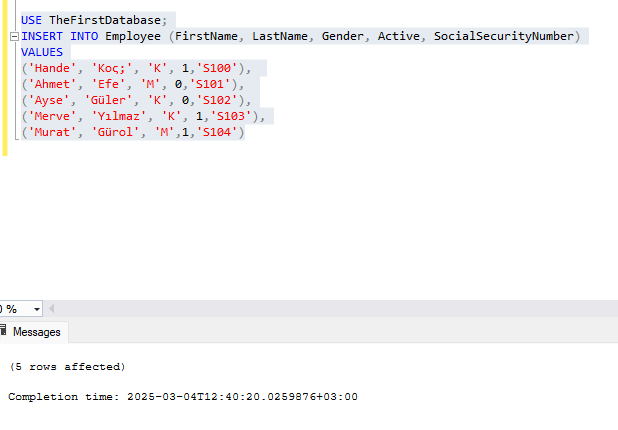 USE TheFirstDatabase;
INSERT INTO Employee (FirstName, LastName, Gender, Active, SocialSecurityNumber)
VALUES
('Hande', 'Koç;', 'K', 1,'S100'),
('Ahmet', 'Efe', 'M', 0,'S101'),
('Ayse', 'Güler', 'K', 0,'S102'),
('Merve', 'Yılmaz', 'K', 1,'S103'),
('Murat', 'Gürol', 'M',1,'S104')
0 %
Messages
(5 rows affected)
Completion time: 2025-03-04T12:40:20.0259876+03:00